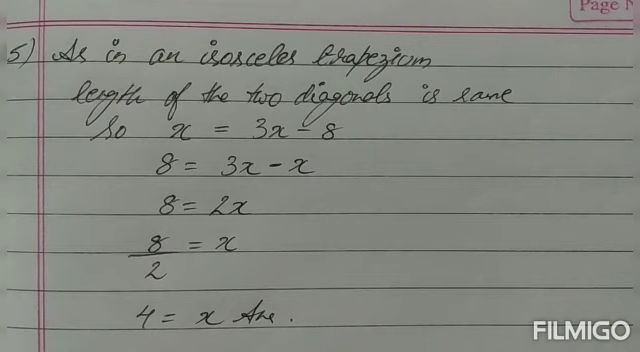 Page N
5) As in an isosceles trapezium
length of the two diagonals is same
So x = 3x - 8
8 = 3x - x
8 = 2x
8/2 = x
4 = x Ans.
FILMIGO